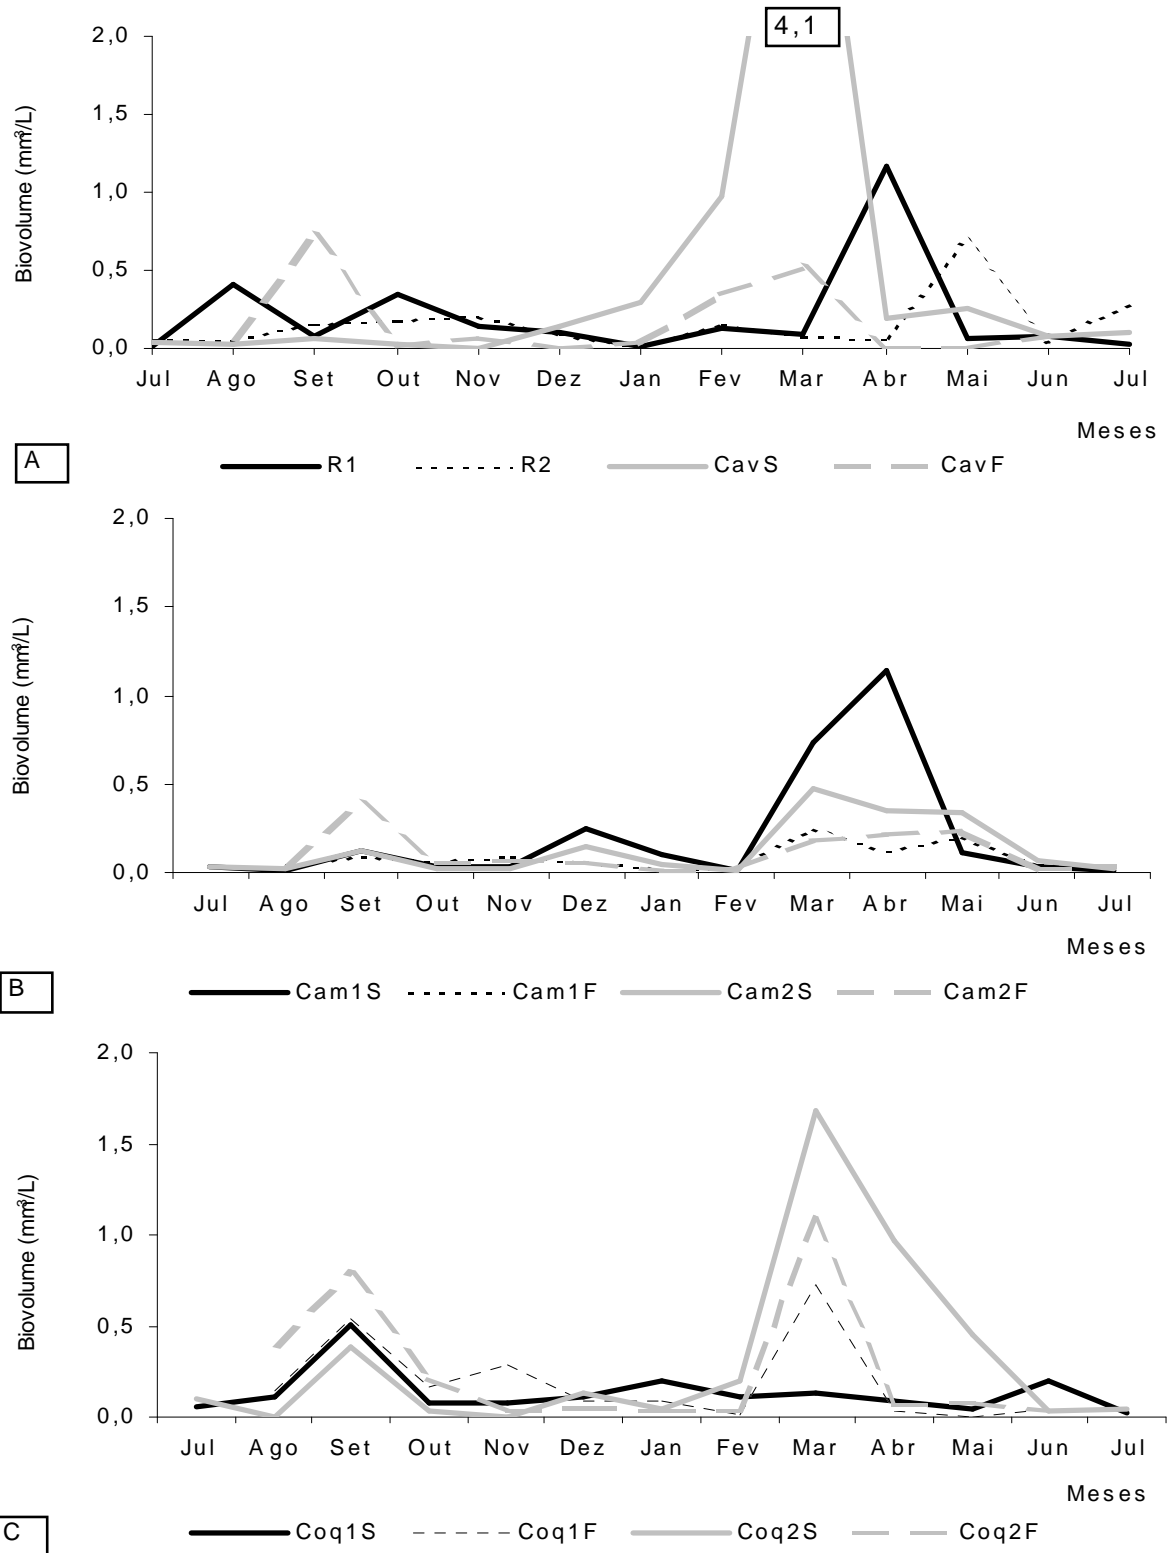 4,1
2,0
1,5
1,0
0,5
0,0
Biovolume (mm³/L)
Jul Ago Set Out Nov Dez Jan Fev Mar Abr Mai Jun Jul
Meses
A
R1 R2 CavS CavF
2,0
1,5
1,0
0,5
0,0
Biovolume (mm³/L)
Jul Ago Set Out Nov Dez Jan Fev Mar Abr Mai Jun Jul
Meses
B
Cam1S Cam1F Cam2S Cam2F
2,0
1,5
1,0
0,5
0,0
Biovolume (mm³/L)
Jul Ago Set Out Nov Dez Jan Fev Mar Abr Mai Jun Jul
Meses
C
Coq1S Coq1F Coq2S Coq2F